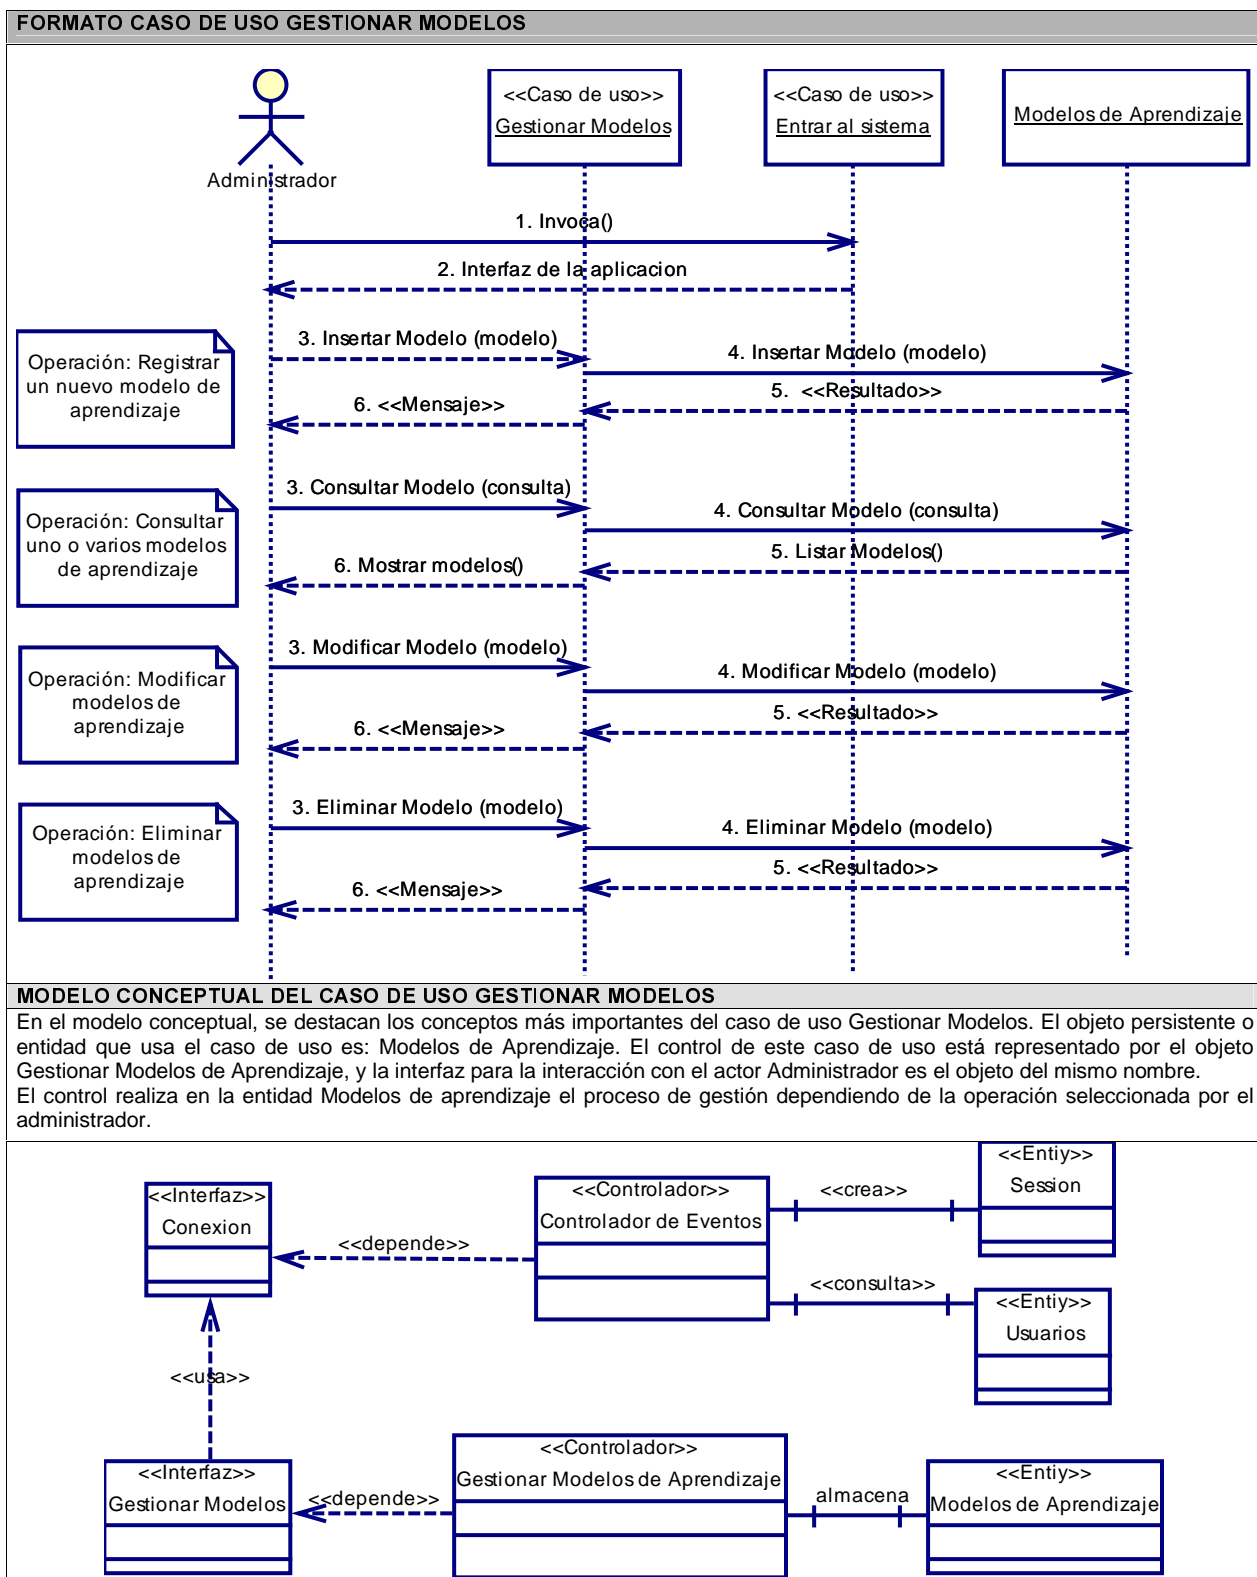 FORMATO CASO DE USO GESTIONAR MODELOS
<<Caso de uso>>
Gestionar Modelos
<<Caso de uso>>
Entrar al sistema
Modelos de Aprendizaje
Administrador
1. Invoca()
2. Interfaz de la aplicacion
Operación: Registrar
un nuevo modelo de
aprendizaje
3. Insertar Modelo (modelo)
4. Insertar Modelo (modelo)
5. <<Resultado>>
6. <<Mensaje>>
Operación: Consultar
uno o varios modelos
de aprendizaje
3. Consultar Modelo (consulta)
4. Consultar Modelo (consulta)
5. Listar Modelos()
6. Mostrar modelos()
Operación: Modificar
modelos de
aprendizaje
3. Modificar Modelo (modelo)
4. Modificar Modelo (modelo)
5. <<Resultado>>
6. <<Mensaje>>
Operación: Eliminar
modelos de
aprendizaje
3. Eliminar Modelo (modelo)
4. Eliminar Modelo (modelo)
5. <<Resultado>>
6. <<Mensaje>>
MODELO CONCEPTUAL DEL CASO DE USO GESTIONAR MODELOS
En el modelo conceptual, se destacan los conceptos más importantes del caso de uso Gestionar Modelos. El objeto persistente o
entidad que usa el caso de uso es: Modelos de Aprendizaje. El control de este caso de uso está representado por el objeto
Gestionar Modelos de Aprendizaje, y la interfaz para la interacción con el actor Administrador es el objeto del mismo nombre.
El control realiza en la entidad Modelos de aprendizaje el proceso de gestión dependiendo de la operación seleccionada por el
administrador.
<<Interfaz>>
Conexion
<<depende>>
<<Controlador>>
Controlador de Eventos
<<crea>>
<<Entiy>>
Session
<<consulta>>
<<Entiy>>
Usuarios
<<usa>>
<<Interfaz>>
Gestionar Modelos
<<depende>>
<<Controlador>>
Gestionar Modelos de Aprendizaje
almacena
<<Entiy>>
Modelos de Aprendizaje